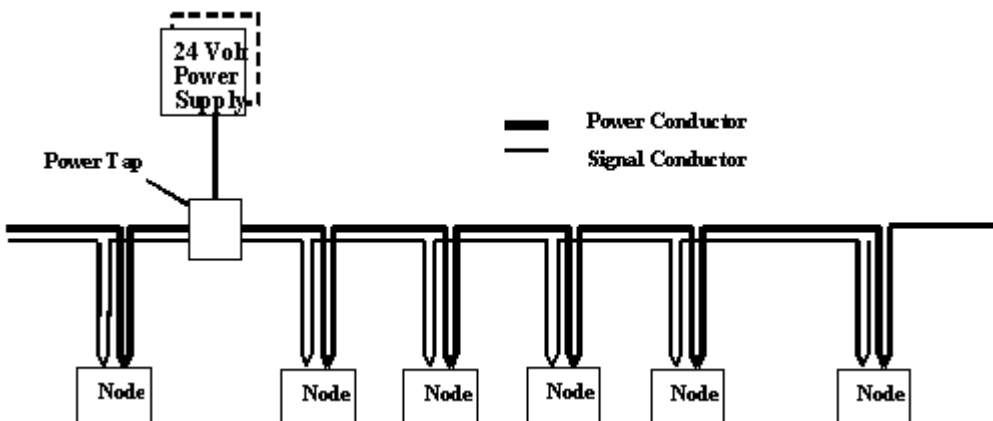 24 Volt
Power
Supply
Power Conductor
Signal Conductor
Power Tap
Node
Node
Node
Node
Node
Node